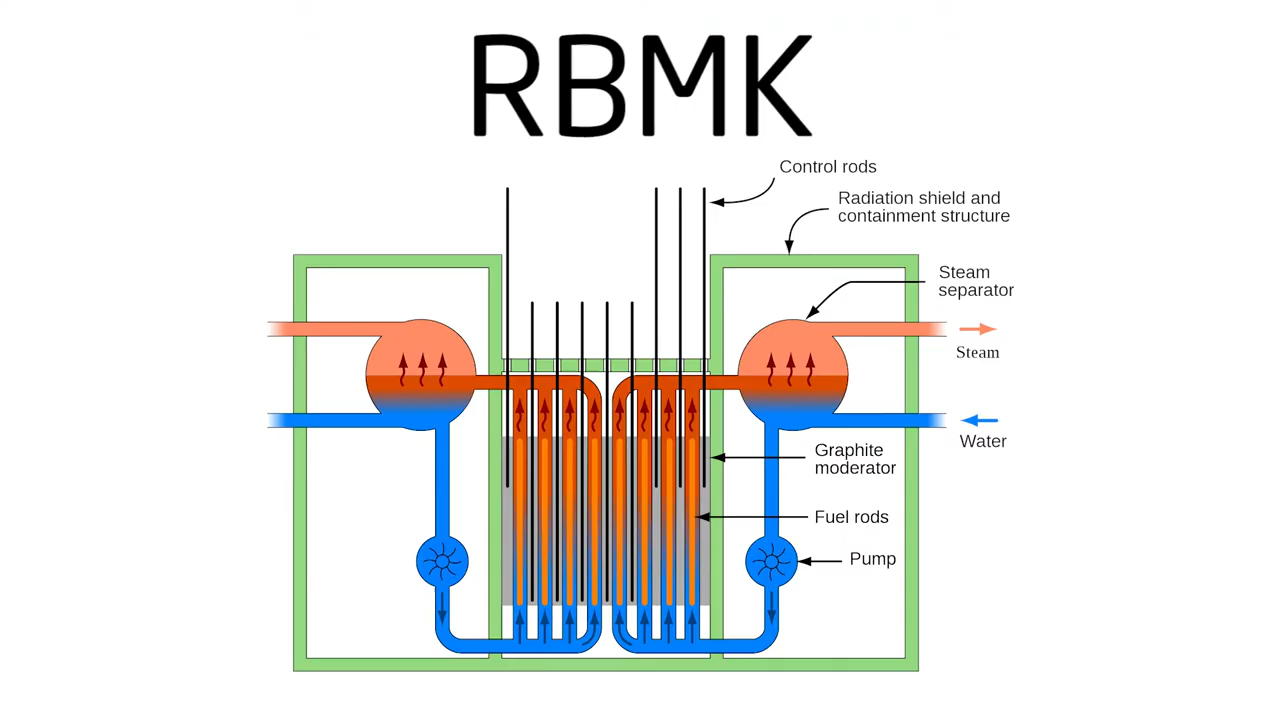 RBMK
Control rods
Radiation shield and
containment structure
Steam
separator
Steam
Water
Graphite
moderator
Fuel rods
Pump